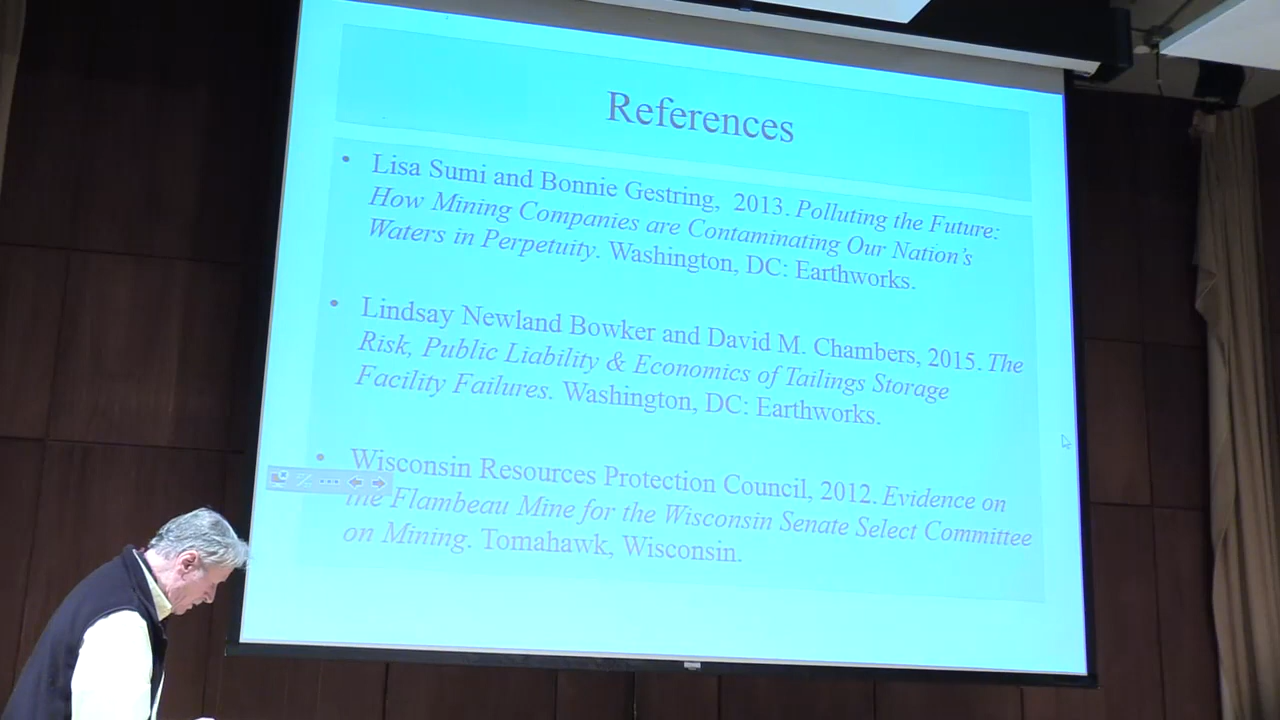 References
• Lisa Sumi and Bonnie Gestring, 2013. Polluting the Future:
How Mining Companies are Contaminating Our Nation's
Waters in Perpetuity. Washington, DC: Earthworks.
• Lindsay Newland Bowker and David M. Chambers, 2015. The
Risk, Public Liability & Economics of Tailings Storage
Facility Failures. Washington, DC: Earthworks.
• Wisconsin Resources Protection Council, 2012. Evidence on
the Flambeau Mine for the Wisconsin Senate Select Committee
on Mining. Tomahawk, Wisconsin.